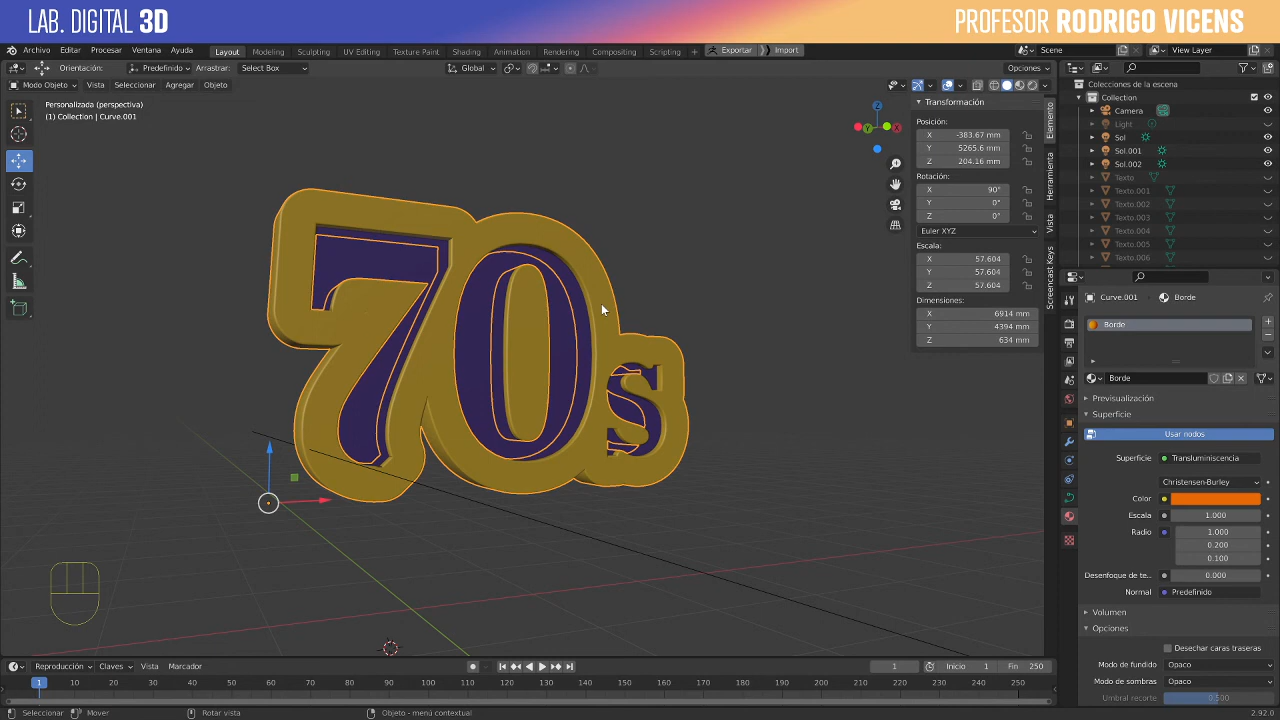 LAB. DIGITAL 3D
PROFESOR RODRIGO VICENS
Archivo Editar Procesar Ventana Ayuda Layout Modeling Sculpting UV Editing Texture Paint Shading Animation Rendering Compositing Scripting + Exportar Import Scene View Layer
Orientación: Predefinido Arrastrar: Select Box Global Opciones
Modo Objeto Vista Seleccionar Agregar Objeto
Personalizada (perspectiva)
(1) Collection | Curve.001
70s
Z
Y
X
Transformación
Posición:
X -383.67 mm
Y 5265.6 mm
Z 204.16 mm
Rotación:
X 90°
Y 0°
Z 0°
Euler XYZ
Escala:
X 57.604
Y 57.604
Z 57.604
Dimensiones:
X 6914 mm
Y 4394 mm
Z 634 mm
Elemento
Herramienta
Vista
Screencast Keys
Colecciones de la escena
Collection
Camera
Light
Sol
Sol.001
Sol.002
Texto
Texto.001
Texto.002
Texto.003
Texto.004
Texto.005
Texto.006
Curve.001 Borde
Borde
Borde
Previsualización
Superficie
Usar nodos
Superficie Transluminiscencia
Christensen-Burley
Color
Escala 1.000
Radio 1.000
0.200
0.100
Desenfoque de te... 0.000
Normal Predefinido
Volumen
Opciones
Desechar caras traseras
Modo de fundido Opaco
Modo de sombras Opaco
Umbral recorte 0.500
Reproducción Claves Vista Marcador 1 Inicio 1 Fin 250
1 10 20 30 40 50 60 70 80 90 100 110 120 130 140 150 160 170 180 190 200 210 220 230 240 250
Seleccionar Mover Rotar vista Objeto - menú contextual 2.92.0